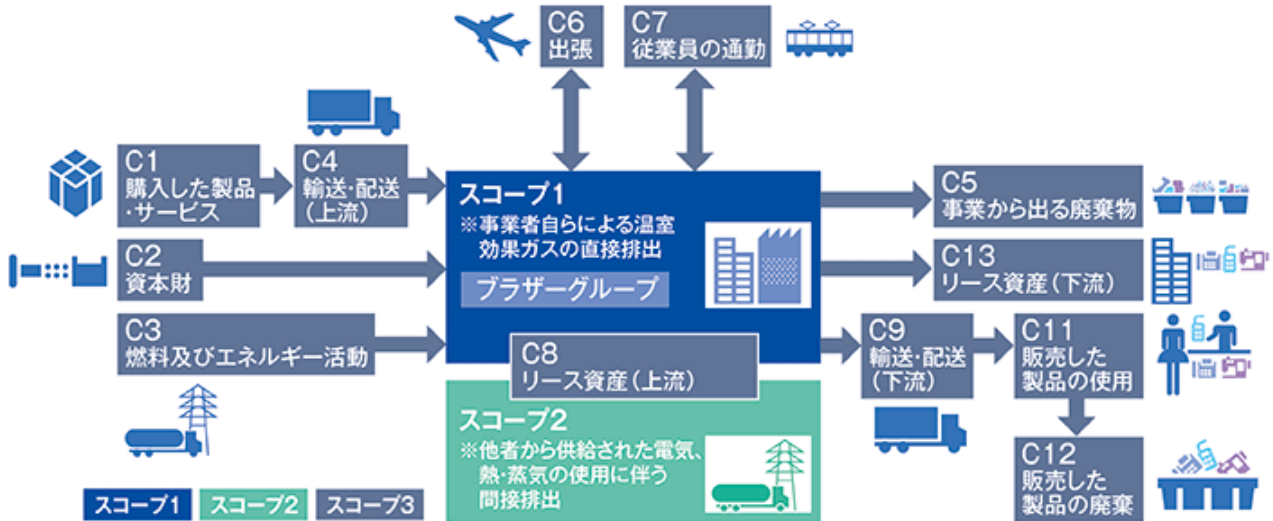 C6
出張
C7
従業員の通勤
C1
購入した製品
・サービス
C4
輸送・配送
(上流)
C2
資本財
C3
燃料及びエネルギー活動
スコープ1
※事業者自らによる温室
効果ガスの直接排出
ブラザーグループ
C8
リース資産(上流)
スコープ2
※他者から供給された電気、
熱・蒸気の使用に伴う
間接排出
C5
事業から出る廃棄物
C13
リース資産(下流)
C9
輸送・配送
(下流)
C11
販売した
製品の使用
C12
販売した
製品の廃棄
スコープ1 スコープ2 スコープ3